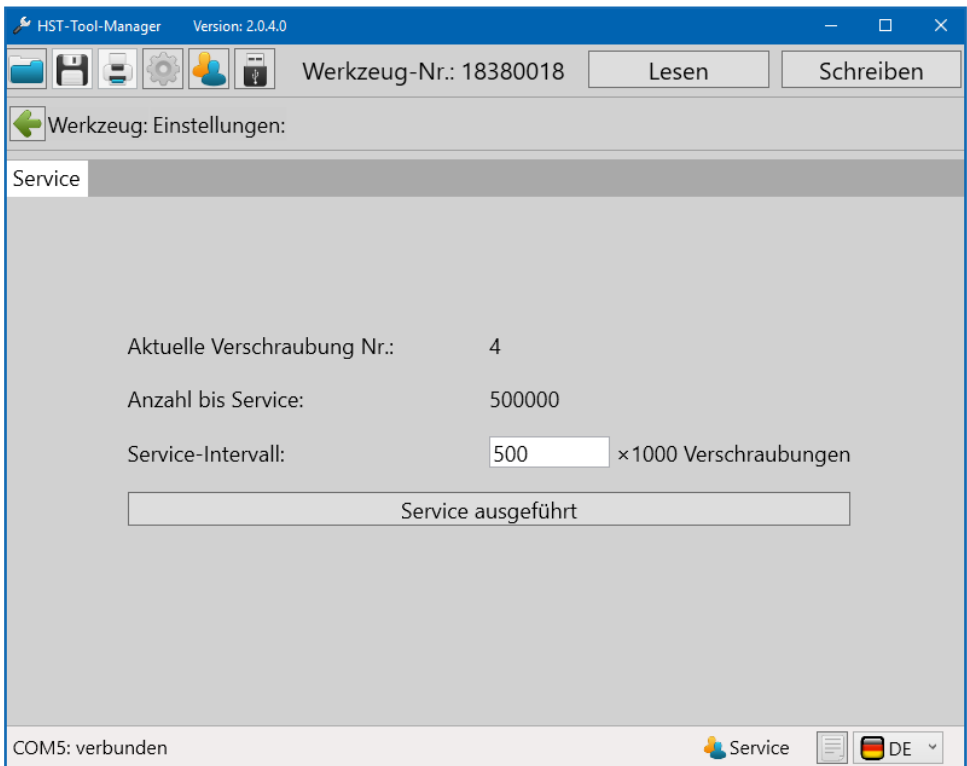 HST-Tool-Manager Version: 2.0.4.0
Werkzeug-Nr.: 18380018 Lesen Schreiben
Werkzeug: Einstellungen:
Service
Aktuelle Verschraubung Nr.: 4
Anzahl bis Service: 500000
Service-Intervall: 500 ×1000 Verschraubungen
Service ausgeführt
COM5: verbunden Service DE